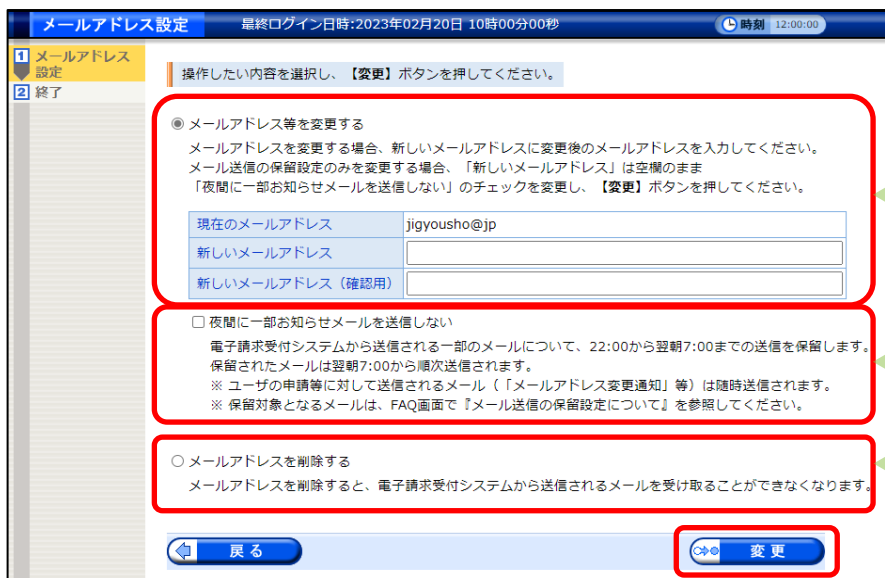 メールアドレス設定 最終ログイン日時:2023年02月20日 10時00分00秒 時刻 12:00:00
1 メールアドレス
設定
2 終了
操作したい内容を選択し、【変更】ボタンを押してください。
メールアドレス等を変更する
メールアドレスを変更する場合、新しいメールアドレスに変更後のメールアドレスを入力してください。
メール送信の保留設定のみを変更する場合、「新しいメールアドレス」は空欄のまま
「夜間に一部お知らせメールを送信しない」のチェックを変更し、【変更】ボタンを押してください。
現在のメールアドレス jigyousho@jp
新しいメールアドレス
新しいメールアドレス（確認用）
夜間に一部お知らせメールを送信しない
電子請求受付システムから送信される一部のメールについて、22:00から翌朝7:00までの送信を保留します。
保留されたメールは翌朝7:00から順次送信されます。
※ ユーザの申請等に対して送信されるメール（「メールアドレス変更通知」等）は随時送信されます。
※ 保留対象となるメールは、FAQ画面で『メール送信の保留設定について』を参照してください。
メールアドレスを削除する
メールアドレスを削除すると、電子請求受付システムから送信されるメールを受け取ることができなくなります。
戻る 変更